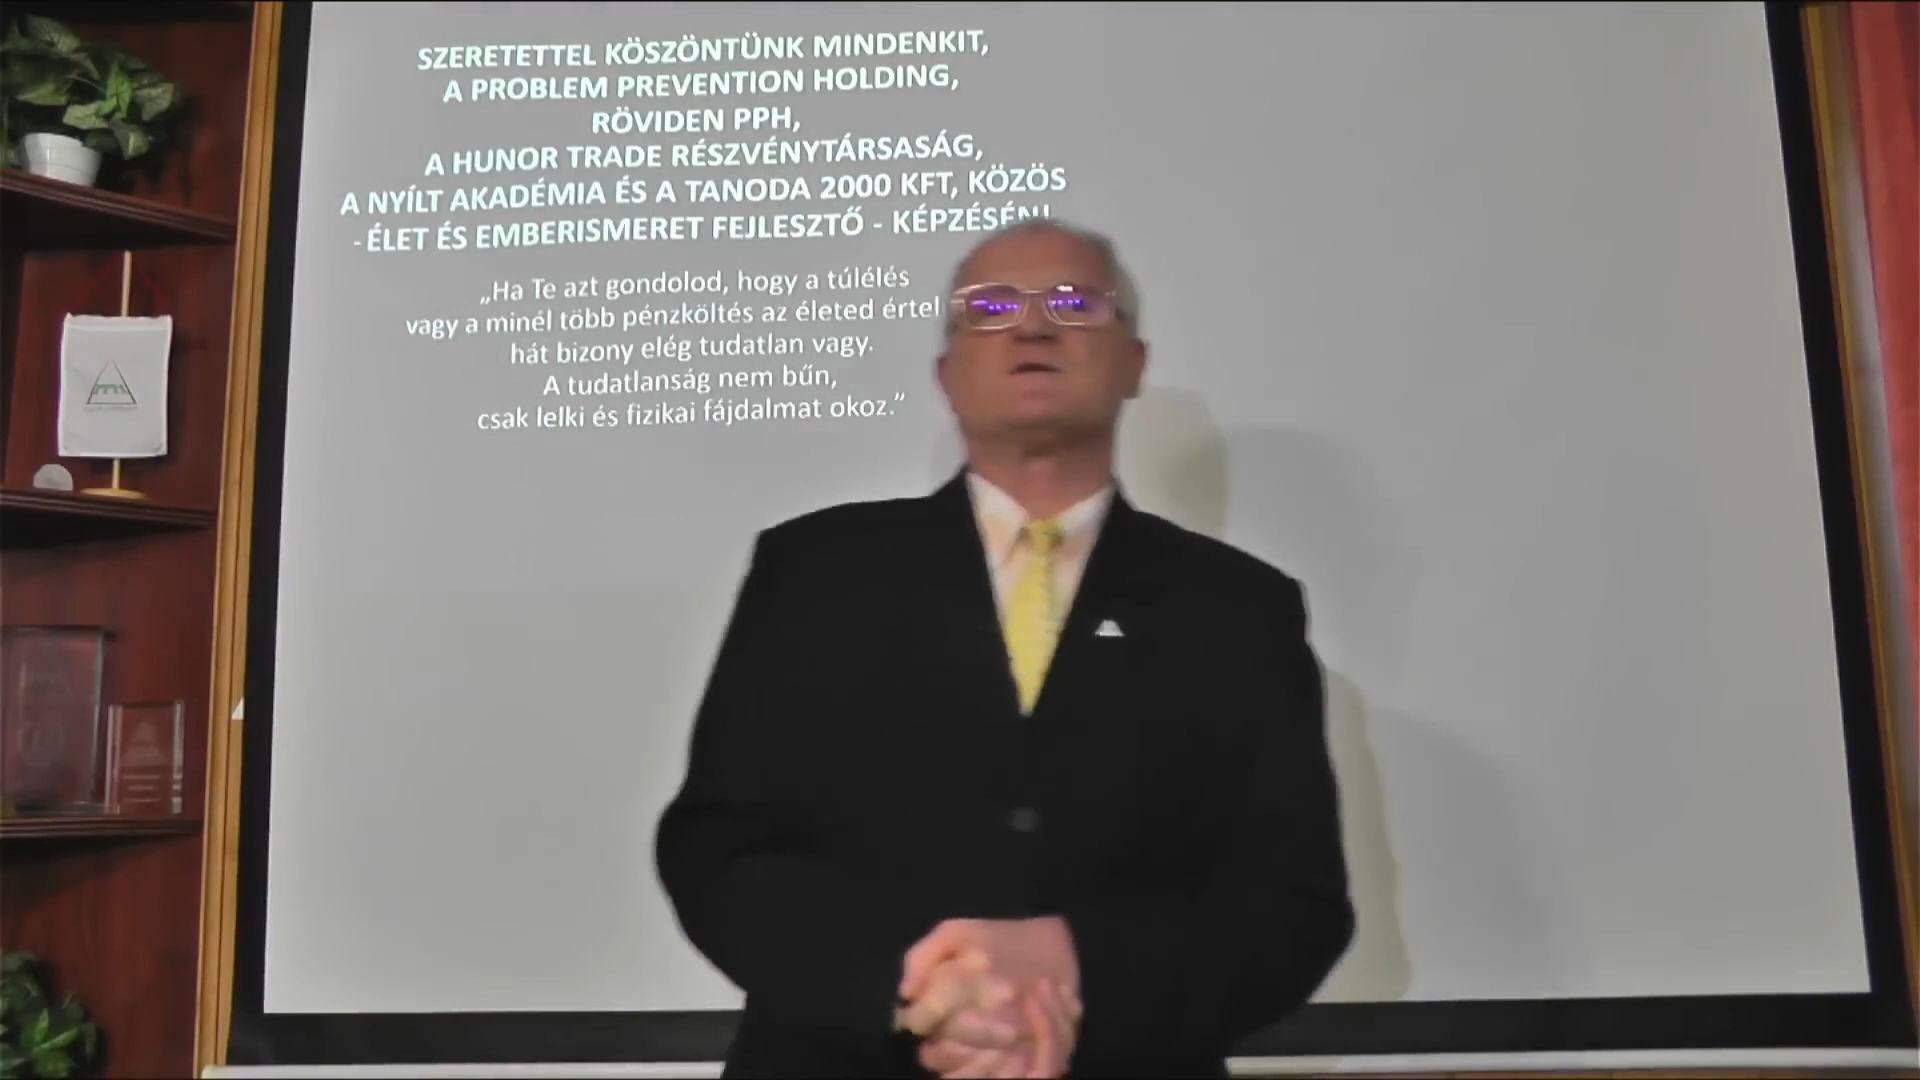 SZERETETTEL KÖSZÖNTÜNK MINDENKIT,
A PROBLEM PREVENTION HOLDING,
RÖVIDEN PPH,
A HUNOR TRADE RÉSZVÉNYTÁRSASÁG,
A NYÍLT AKADÉMIA ÉS A TANODA 2000 KFT, KÖZÖS
- ÉLET ÉS EMBERISMERET FEJLESZTŐ - KÉPZÉSÉN!
„Ha Te azt gondolod, hogy a túlélés
vagy a minél több pénzköltés az életed értel
hát bizony elég tudatlan vagy.
A tudatlanság nem bűn,
csak lelki és fizikai fájdalmat okoz.”